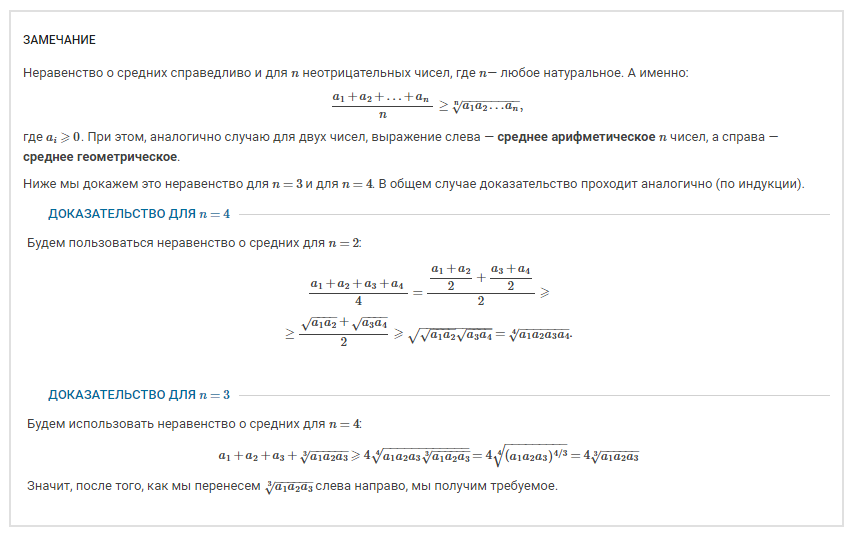 ЗАМЕЧАНИЕ
Неравенство о средних справедливо и для n неотрицательных чисел, где n— любое натуральное. А именно:
\frac{a_1+a_2+\ldots+a_n}{n} \geq \sqrt[n]{a_1a_2\ldots a_n},
где a_i ⩾ 0. При этом, аналогично случаю для двух чисел, выражение слева — среднее арифметическое n чисел, а справа —
среднее геометрическое.
Ниже мы докажем это неравенство для n = 3 и для n = 4. В общем случае доказательство проходит аналогично (по индукции).
ДОКАЗАТЕЛЬСТВО ДЛЯ n = 4
Будем пользоваться неравенство о средних для n = 2:
\frac{a_1+a_2+a_3+a_4}{4} = \frac{\frac{a_1+a_2}{2}+\frac{a_3+a_4}{2}}{2} ⩾
≥ \frac{\sqrt{a_1a_2}+\sqrt{a_3a_4}}{2} ⩾ \sqrt{\sqrt{a_1a_2}\sqrt{a_3a_4}} = \sqrt[4]{a_1a_2a_3a_4}.
ДОКАЗАТЕЛЬСТВО ДЛЯ n = 3
Будем использовать неравенство о средних для n = 4:
a_1+a_2+a_3+\sqrt[3]{a_1a_2a_3} ⩾ 4\sqrt[4]{a_1a_2a_3\sqrt[3]{a_1a_2a_3}} = 4\sqrt[4]{(a_1a_2a_3)^{4/3}} = 4\sqrt[3]{a_1a_2a_3}
Значит, после того, как мы перенесем \sqrt[3]{a_1a_2a_3} слева направо, мы получим требуемое.